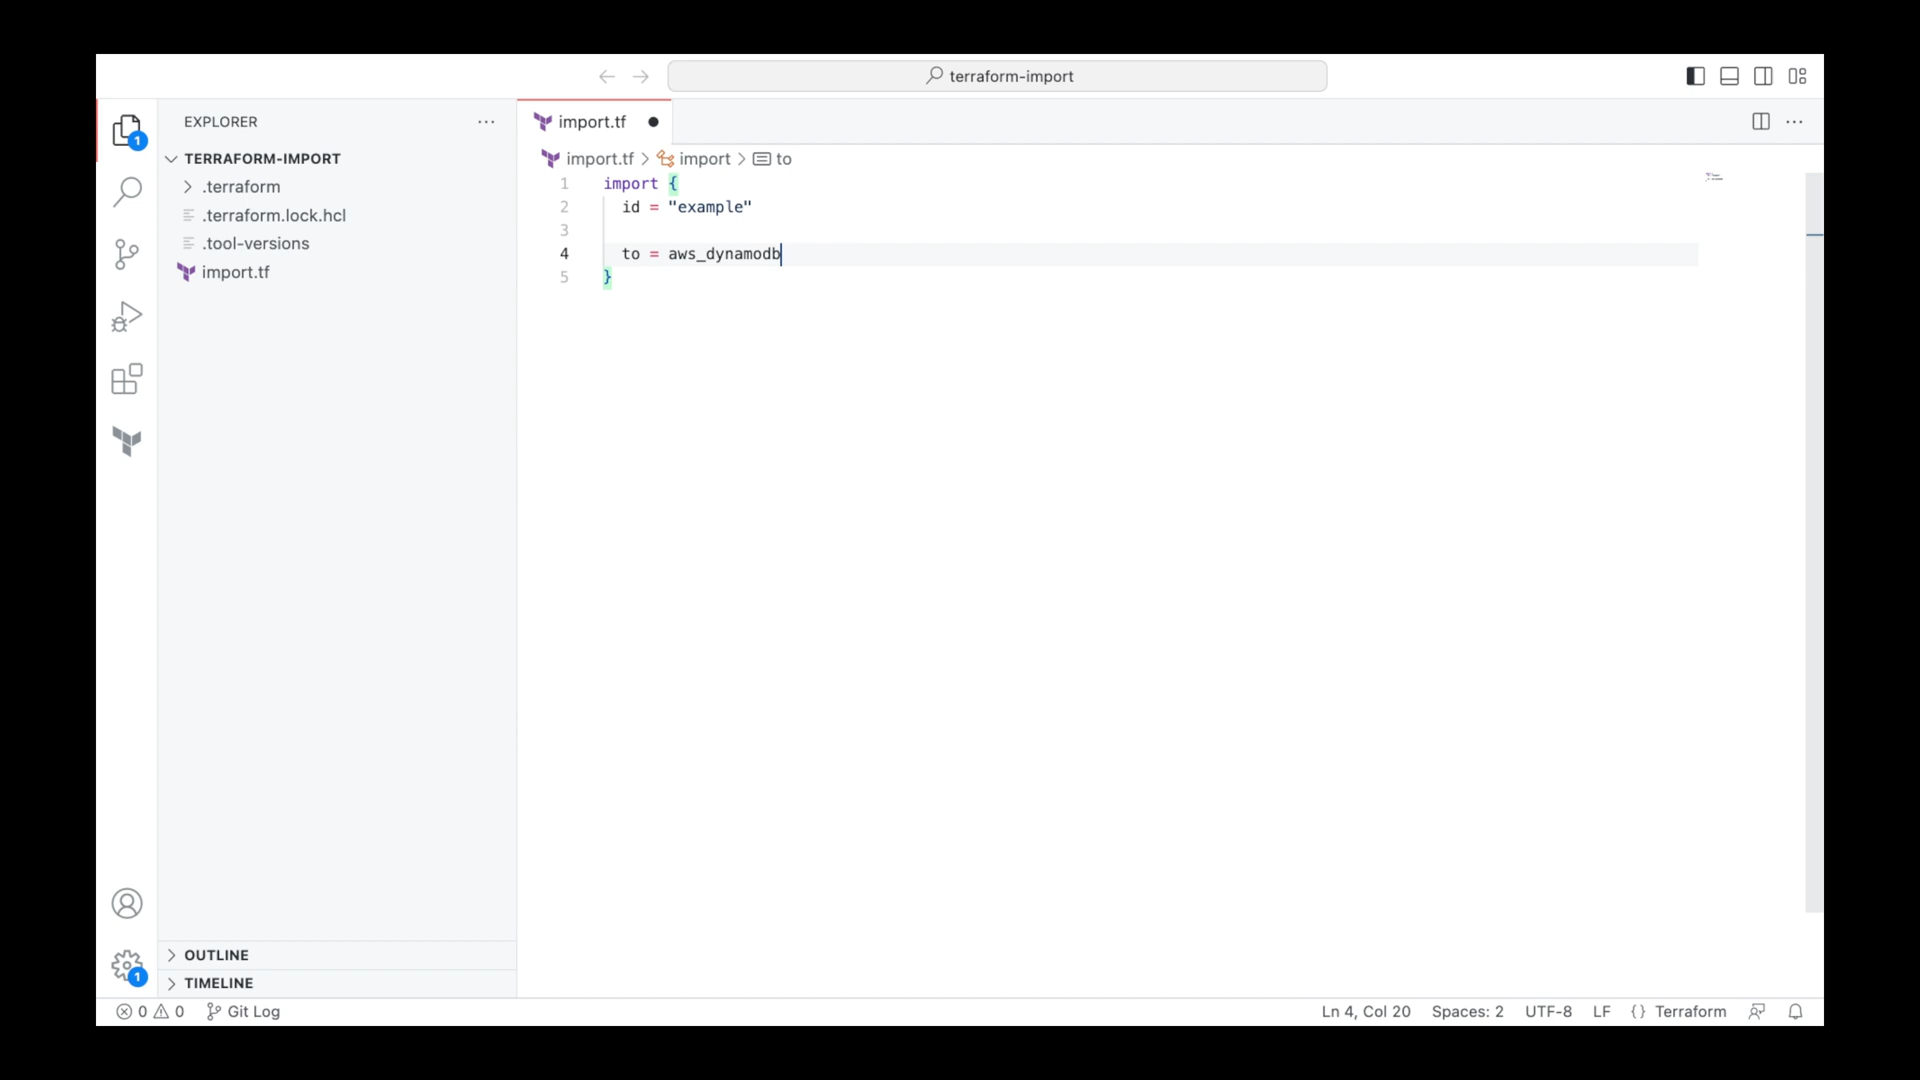 terraform-import
EXPLORER
import.tf
TERRAFORM-IMPORT
import.tf > import > to
.terraform
.terraform.lock.hcl
.tool-versions
import.tf
1 import {
2 id = "example"
3
4 to = aws_dynamodb
5 }
1
OUTLINE
1
TIMELINE
0 0 Git Log
Ln 4, Col 20 Spaces: 2 UTF-8 LF {} Terraform